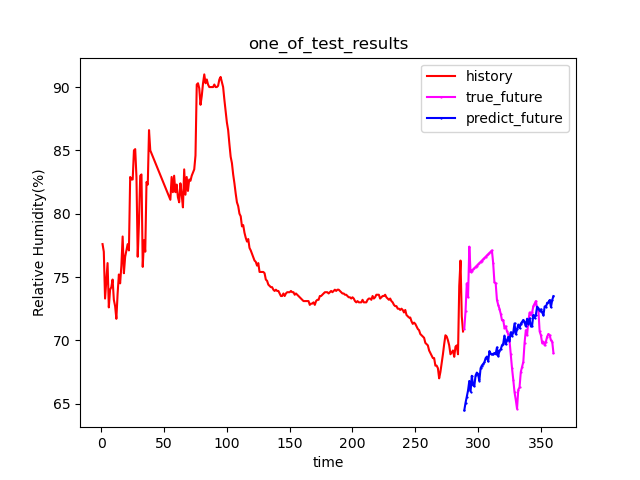 one_of_test_results
history
true_future
predict_future
Relative Humidity(%)
90
85
80
75
70
65
0 50 100 150 200 250 300 350
time